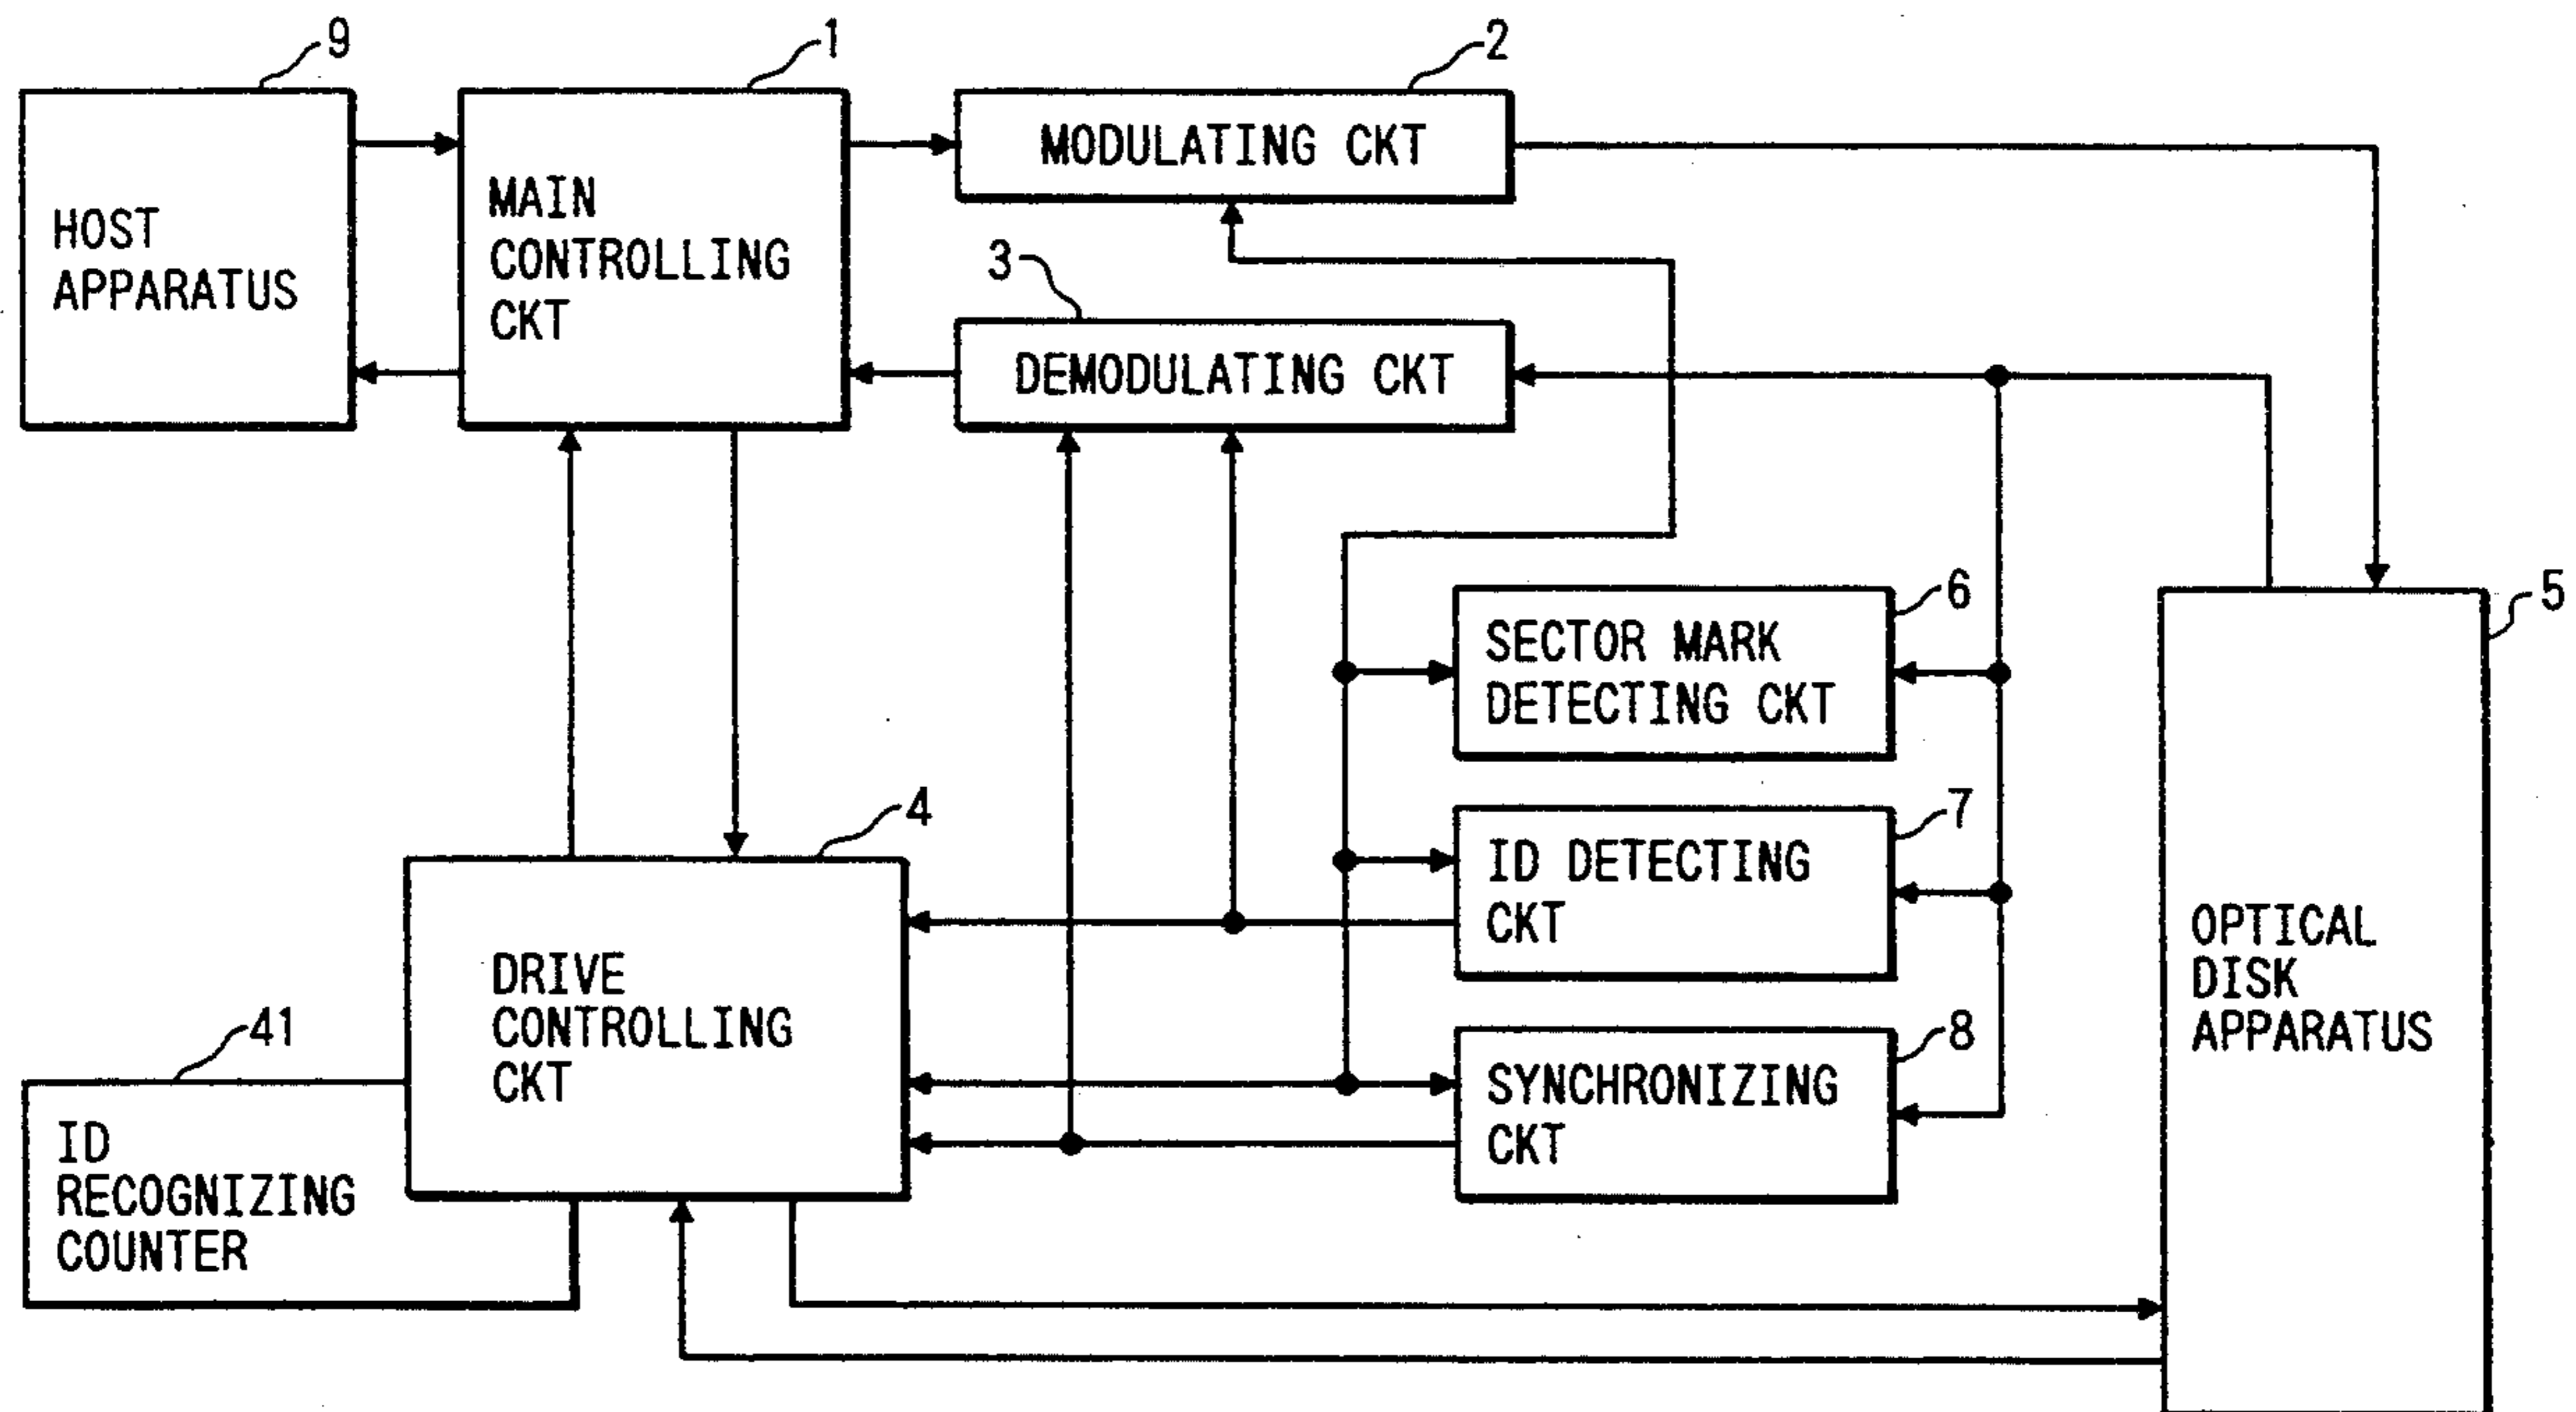 9
1
2
HOST
APPARATUS
MAIN
CONTROLLING
CKT
MODULATING CKT
3
DEMODULATING CKT
6
SECTOR MARK
DETECTING CKT
5
4
7
ID DETECTING
CKT
OPTICAL
DISK
APPARATUS
DRIVE
CONTROLLING
CKT
41
ID
RECOGNIZING
COUNTER
8
SYNCHRONIZING
CKT